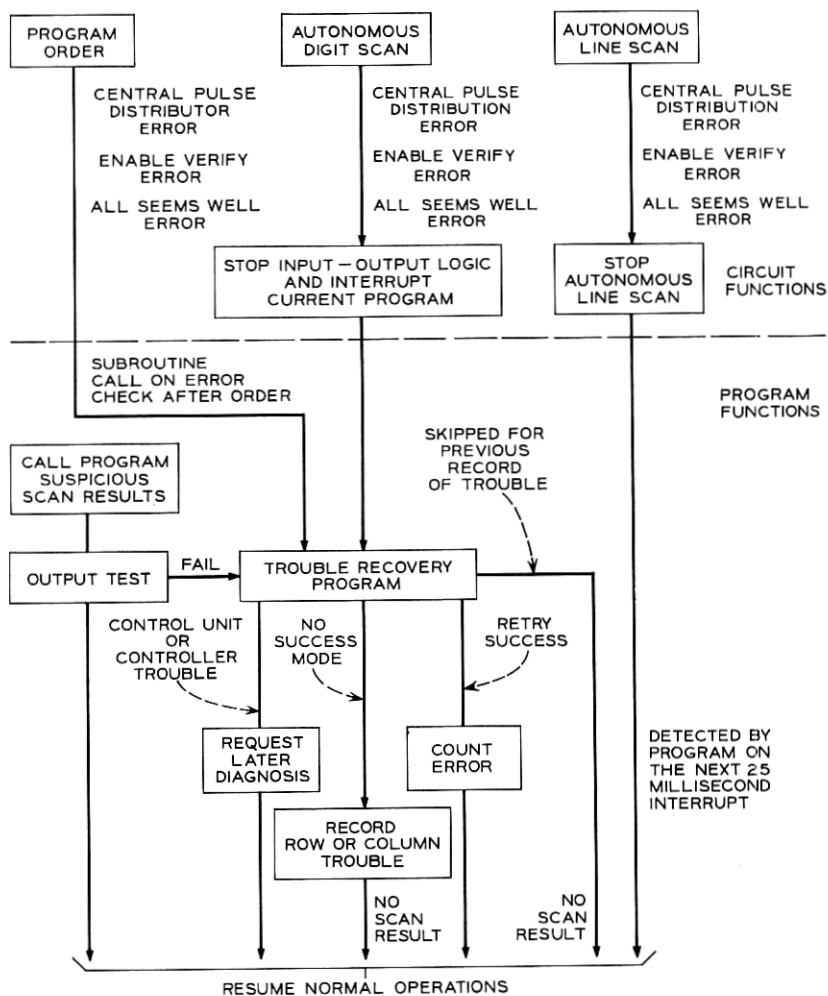 PROGRAM
ORDER
AUTONOMOUS
DIGIT SCAN
AUTONOMOUS
LINE SCAN
CENTRAL PULSE
DISTRIBUTOR
ERROR
ENABLE VERIFY
ERROR
ALL SEEMS WELL
ERROR
CENTRAL PULSE
DISTRIBUTION
ERROR
ENABLE VERIFY
ERROR
ALL SEEMS WELL
ERROR
CENTRAL PULSE
DISTRIBUTION
ERROR
ENABLE VERIFY
ERROR
ALL SEEMS WELL
ERROR
STOP INPUT-OUTPUT LOGIC
AND INTERRUPT
CURRENT PROGRAM
STOP
AUTONOMOUS
LINE SCAN
CIRCUIT
FUNCTIONS
SUBROUTINE
CALL ON ERROR
CHECK AFTER ORDER
PROGRAM
FUNCTIONS
CALL PROGRAM
SUSPICIOUS
SCAN RESULTS
SKIPPED FOR
PREVIOUS
RECORD
OF TROUBLE
OUTPUT TEST
FAIL
TROUBLE RECOVERY
PROGRAM
CONTROL UNIT
OR
CONTROLLER
TROUBLE
NO
SUCCESS
MODE
RETRY
SUCCESS
REQUEST
LATER
DIAGNOSIS
COUNT
ERROR
DETECTED BY
PROGRAM ON
THE NEXT 25
MILLISECOND
INTERRUPT
RECORD
ROW OR COLUMN
TROUBLE
NO
SCAN
RESULT
NO
SCAN
RESULT
RESUME NORMAL OPERATIONS